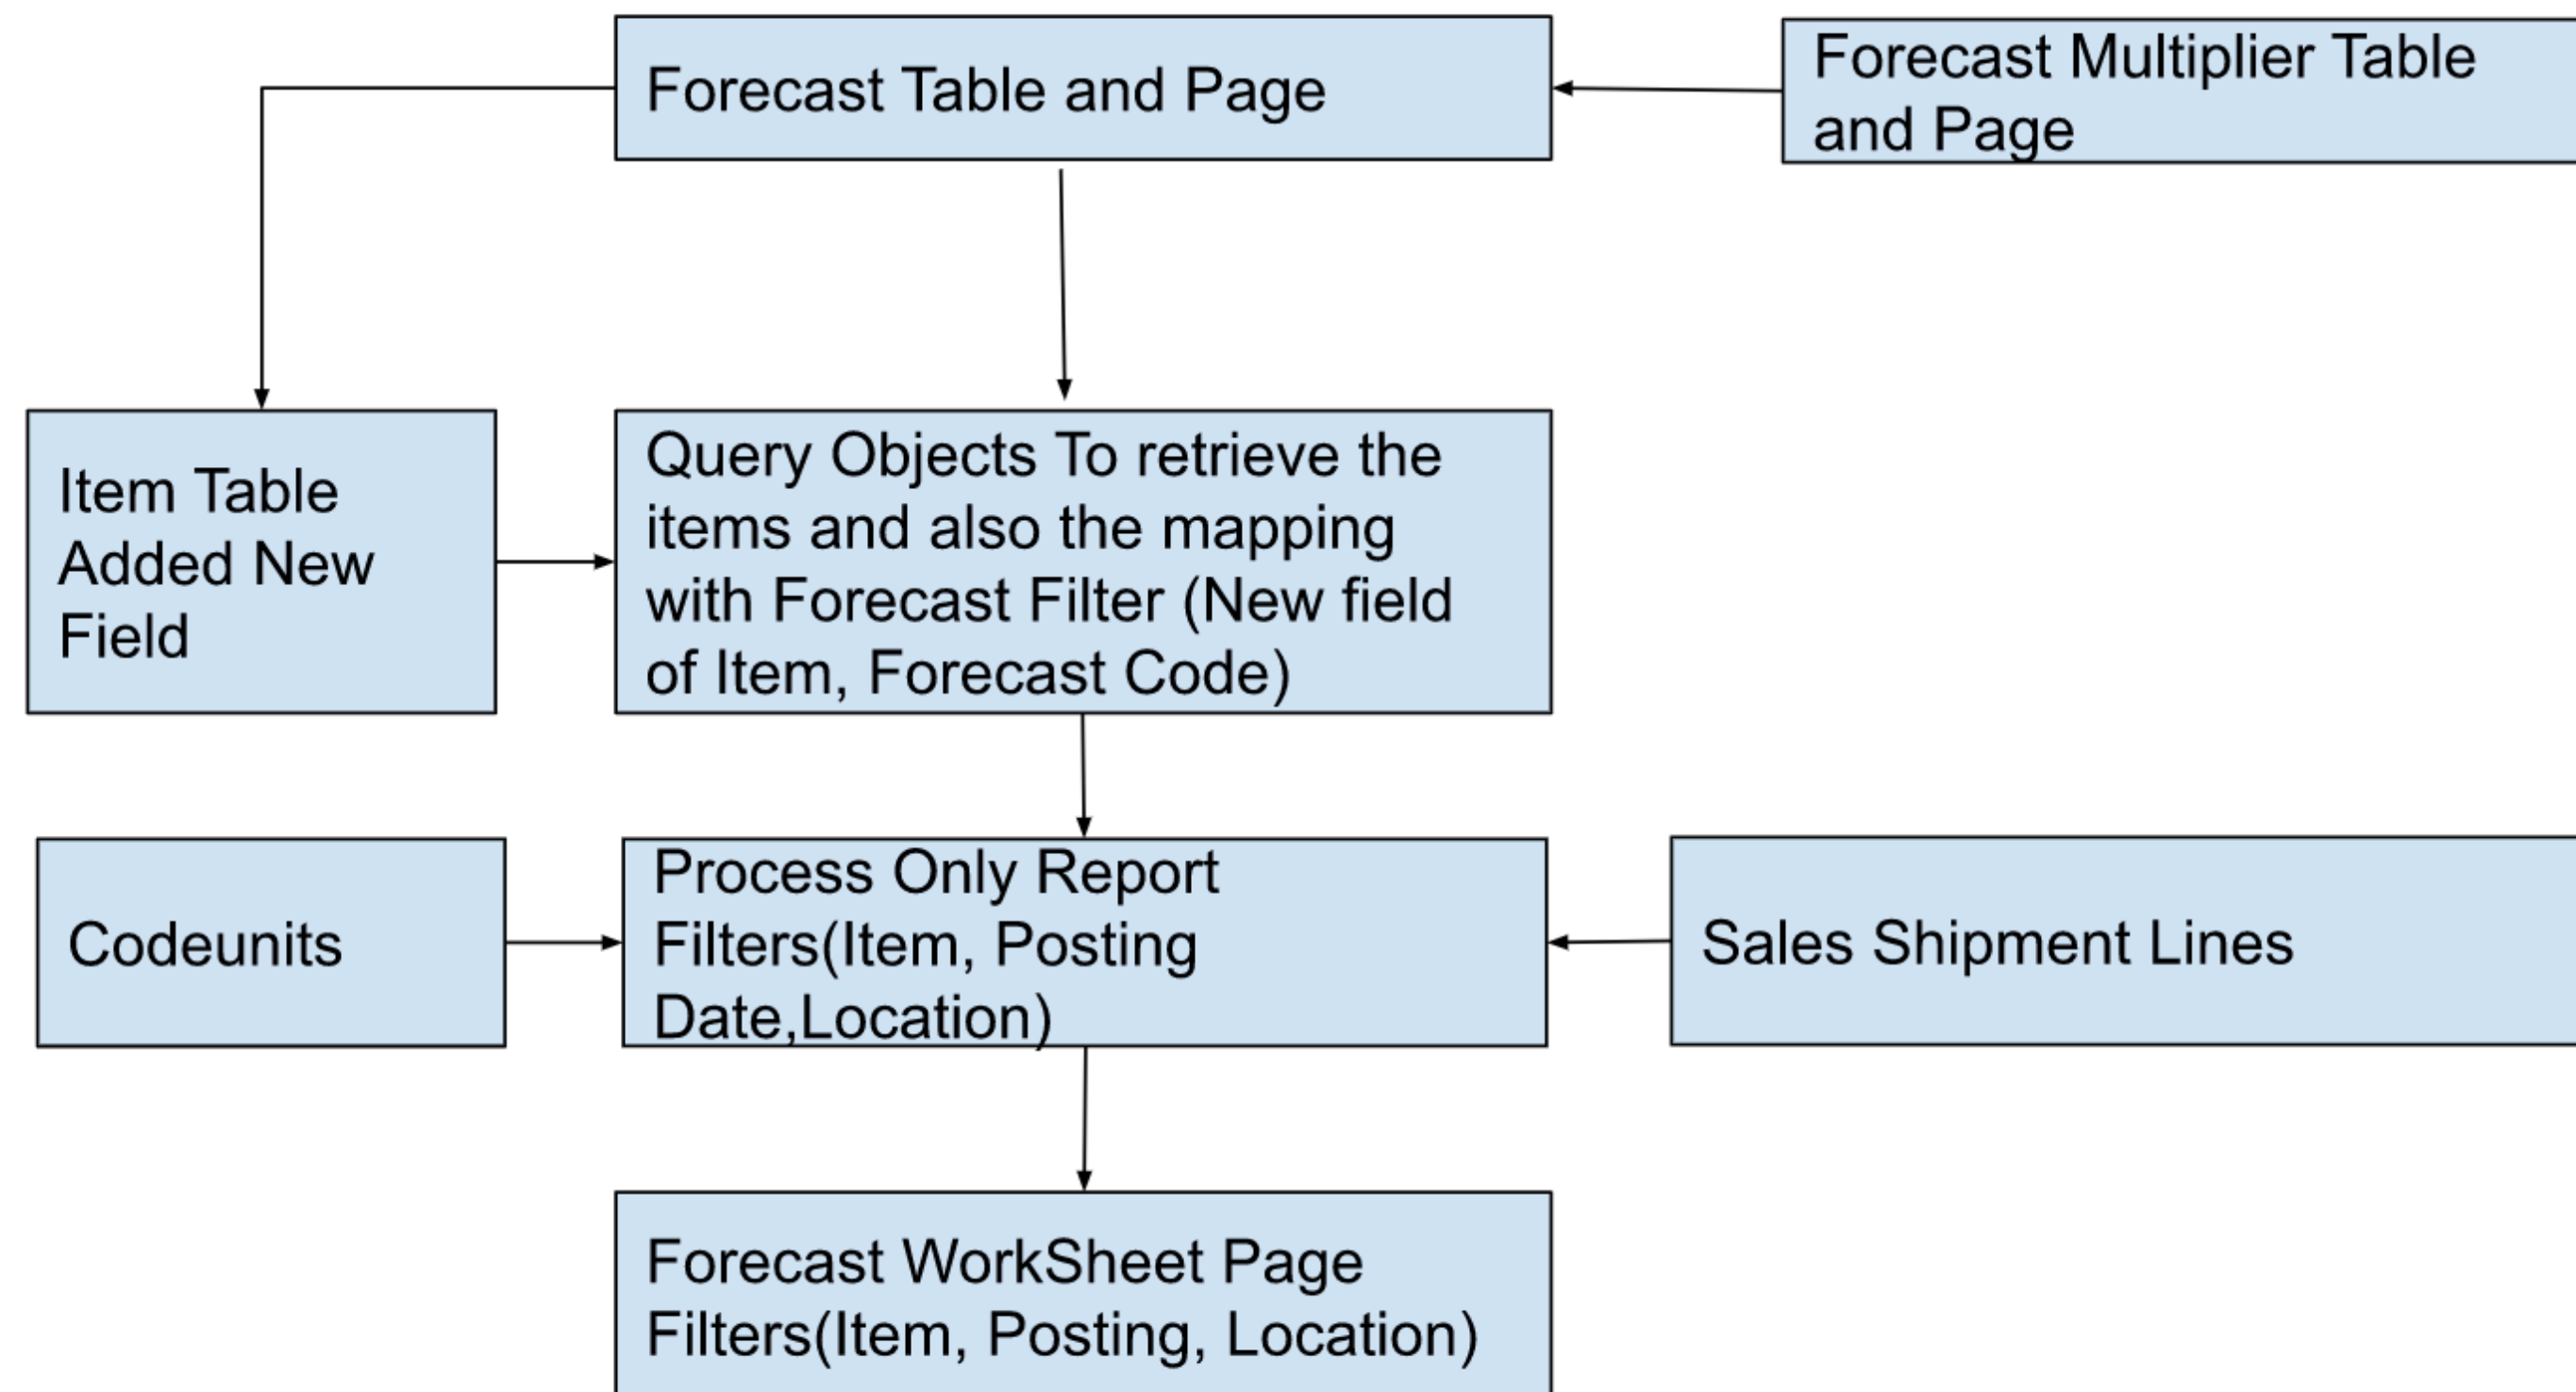 Forecast Table and Page
Forecast Multiplier Table
and Page
Item Table
Added New
Field
Query Objects To retrieve the
items and also the mapping
with Forecast Filter (New field
of Item, Forecast Code)
Codeunits
Process Only Report
Filters(Item, Posting
Date,Location)
Sales Shipment Lines
Forecast WorkSheet Page
Filters(Item, Posting, Location)